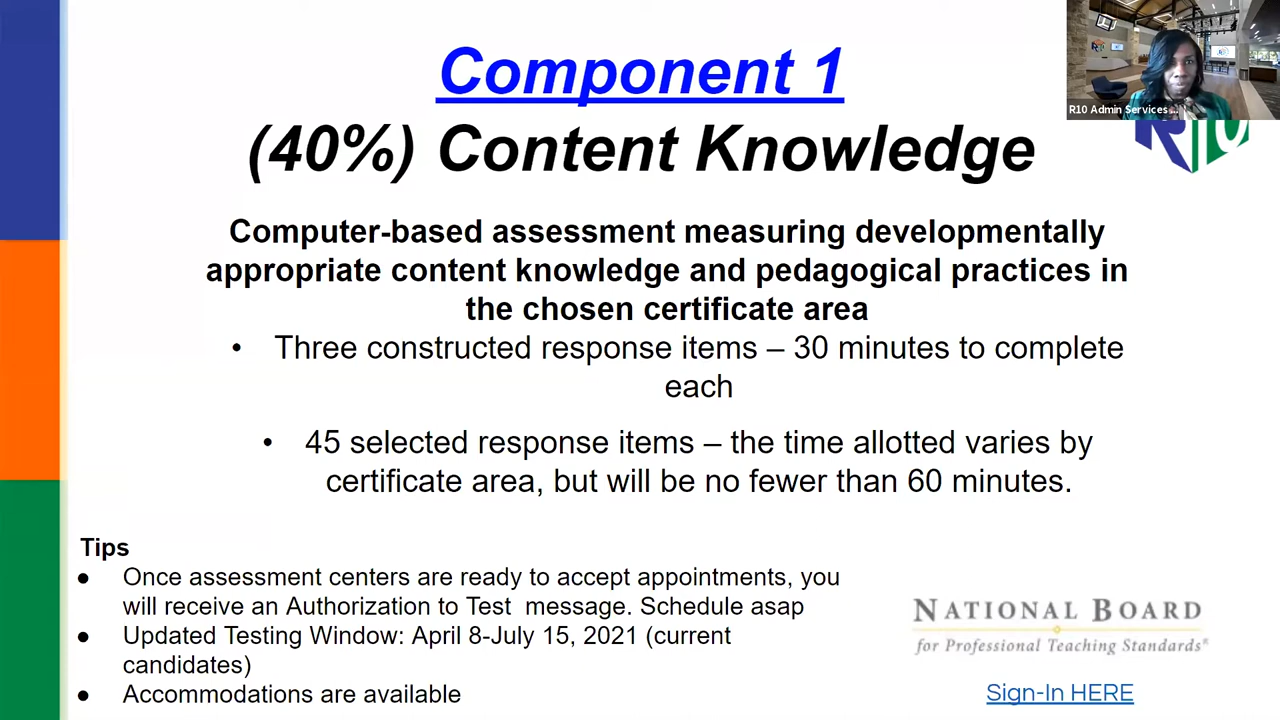 Component 1
(40%) Content Knowledge
R10 Admin Services ...
R10
Computer-based assessment measuring developmentally
appropriate content knowledge and pedagogical practices in
the chosen certificate area
• Three constructed response items – 30 minutes to complete
each
• 45 selected response items – the time allotted varies by
certificate area, but will be no fewer than 60 minutes.
Tips
● Once assessment centers are ready to accept appointments, you
will receive an Authorization to Test message. Schedule asap
● Updated Testing Window: April 8-July 15, 2021 (current
candidates)
● Accommodations are available
NATIONAL BOARD
for Professional Teaching Standards®
Sign-In HERE